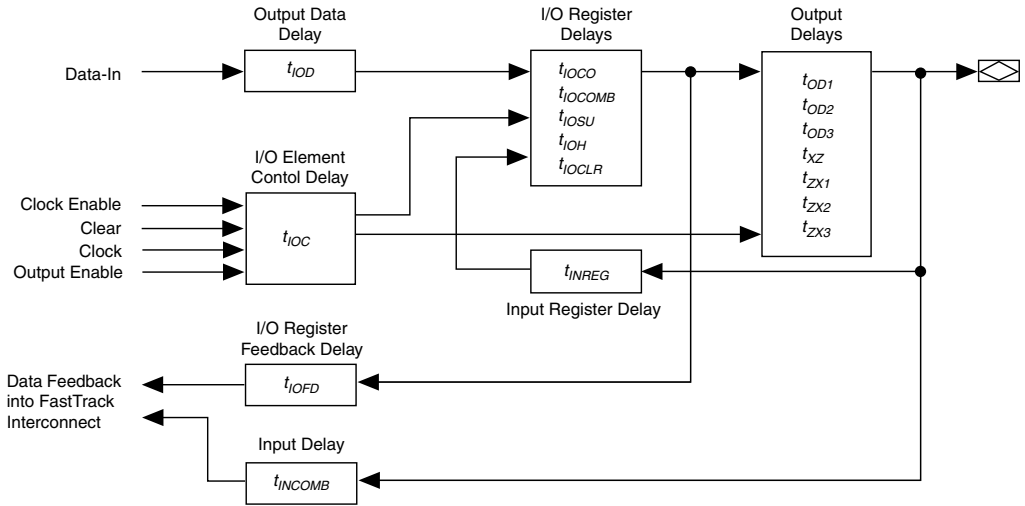 Output Data
Delay
I/O Register
Delays
Output
Delays
Data-In
tIOD
tIOCO
tIOCOMB
tIOSU
tIOH
tIOCLR
tOD1
tOD2
tOD3
tXZ
tZX1
tZX2
tZX3
I/O Element
Contol Delay
Clock Enable
Clear
Clock
Output Enable
tIOC
tINREG
Input Register Delay
I/O Register
Feedback Delay
tIOFD
Data Feedback
into FastTrack
Interconnect
Input Delay
tINCOMB